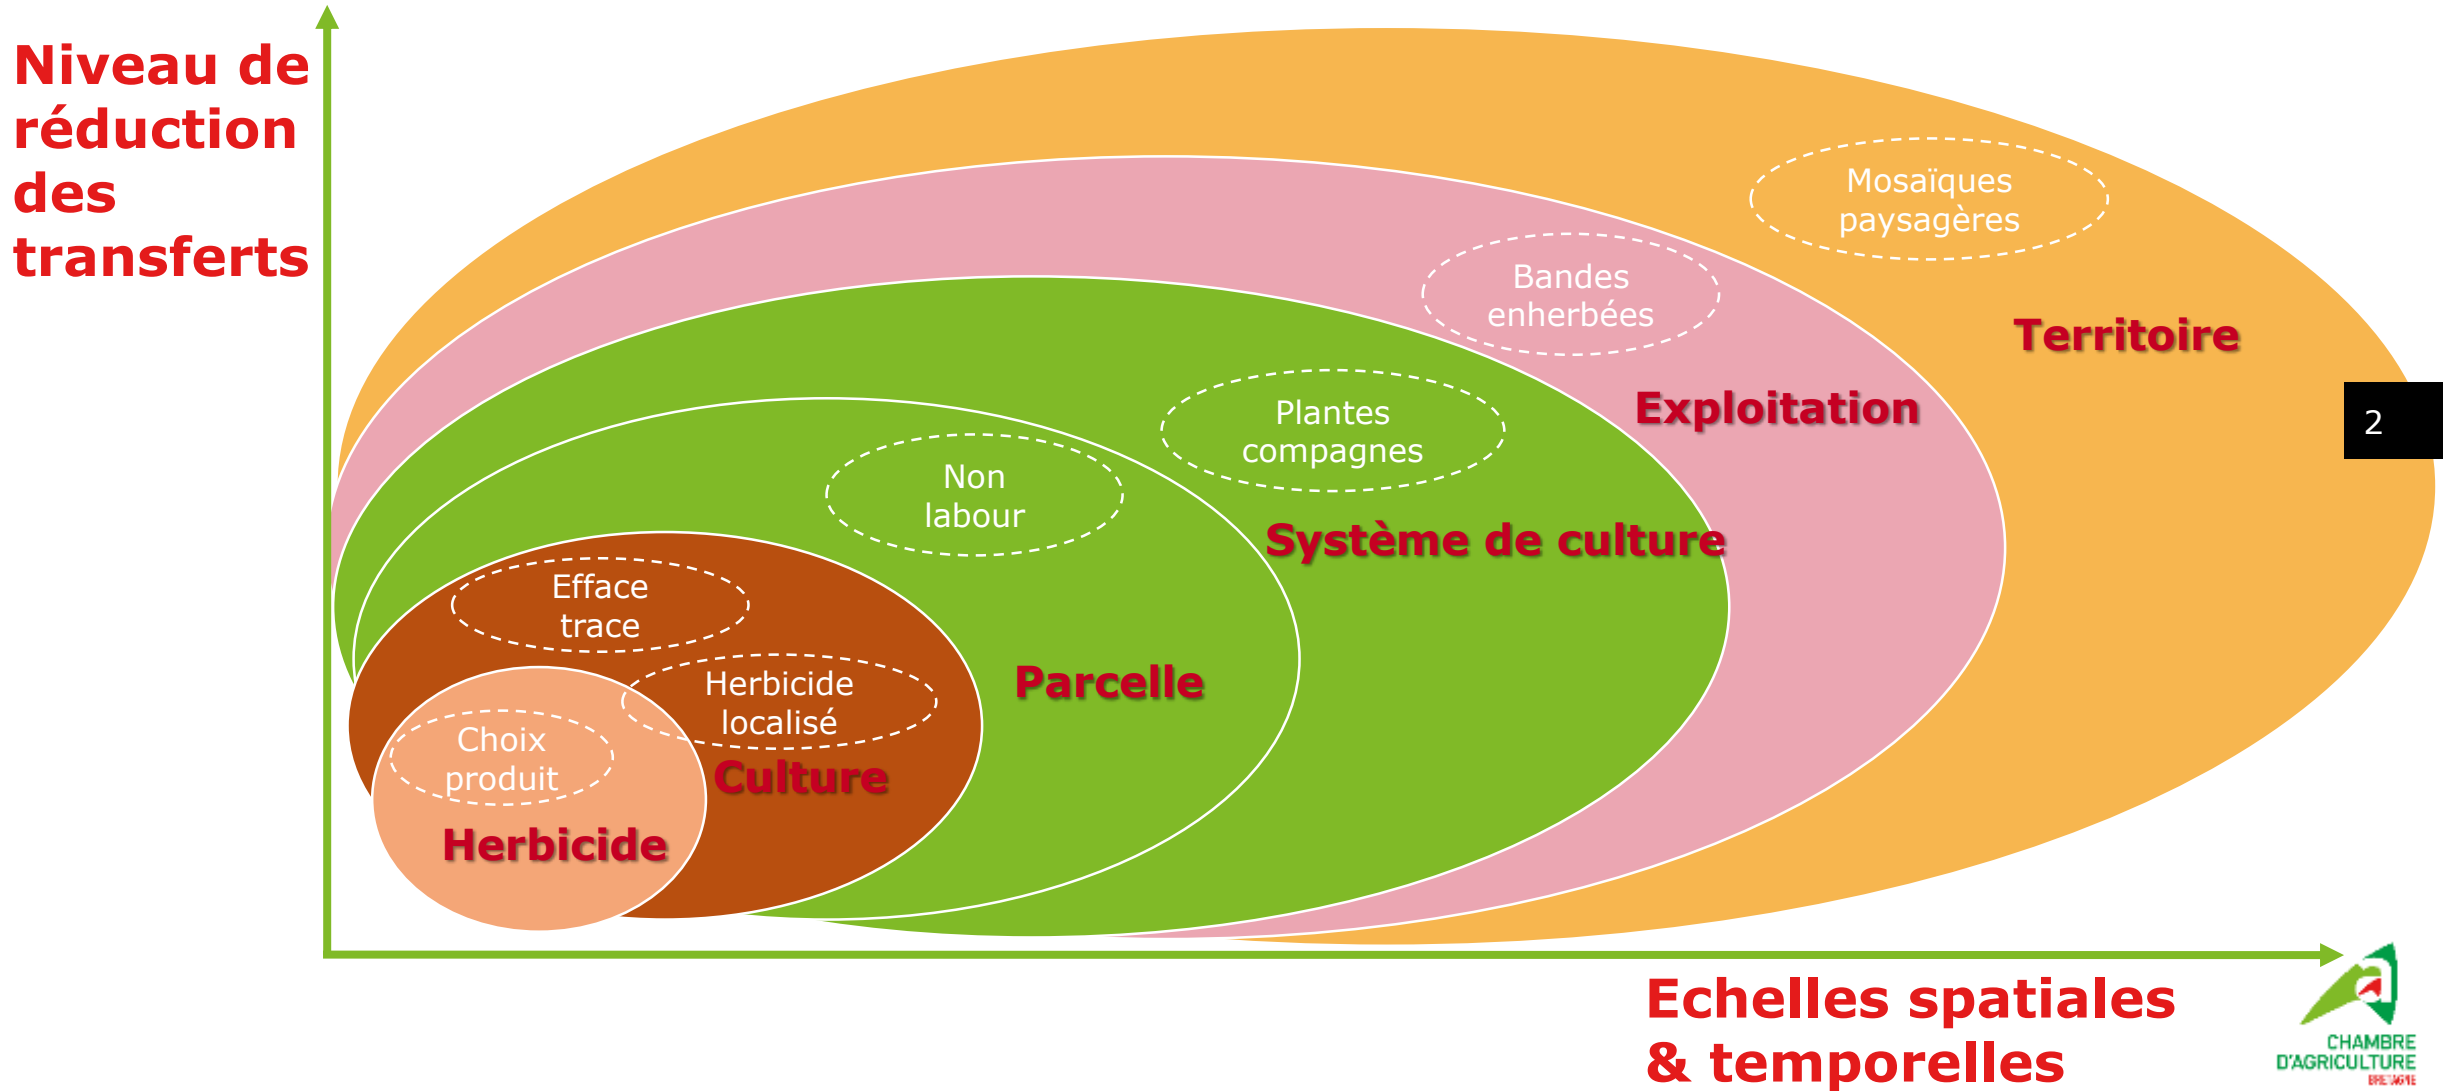 Niveau de
réduction
des
transferts
Mosaïques
paysagères
Bandes
enherbées
Territoire
Exploitation
Plantes
compagnes
2
Non
labour
Système de culture
Efface
trace
Parcelle
Herbicide
localisé
Choix
produit
Culture
Herbicide
Echelles spatiales
& temporelles
CHAMBRE
D'AGRICULTURE
BRETAGNE